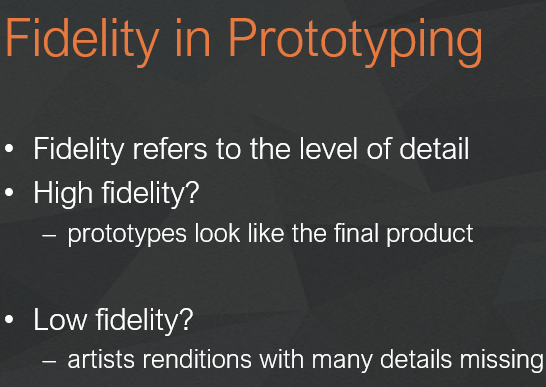 Fidelity in Prototyping
• Fidelity refers to the level of detail
• High fidelity?
– prototypes look like the final product
• Low fidelity?
– artists renditions with many details missing